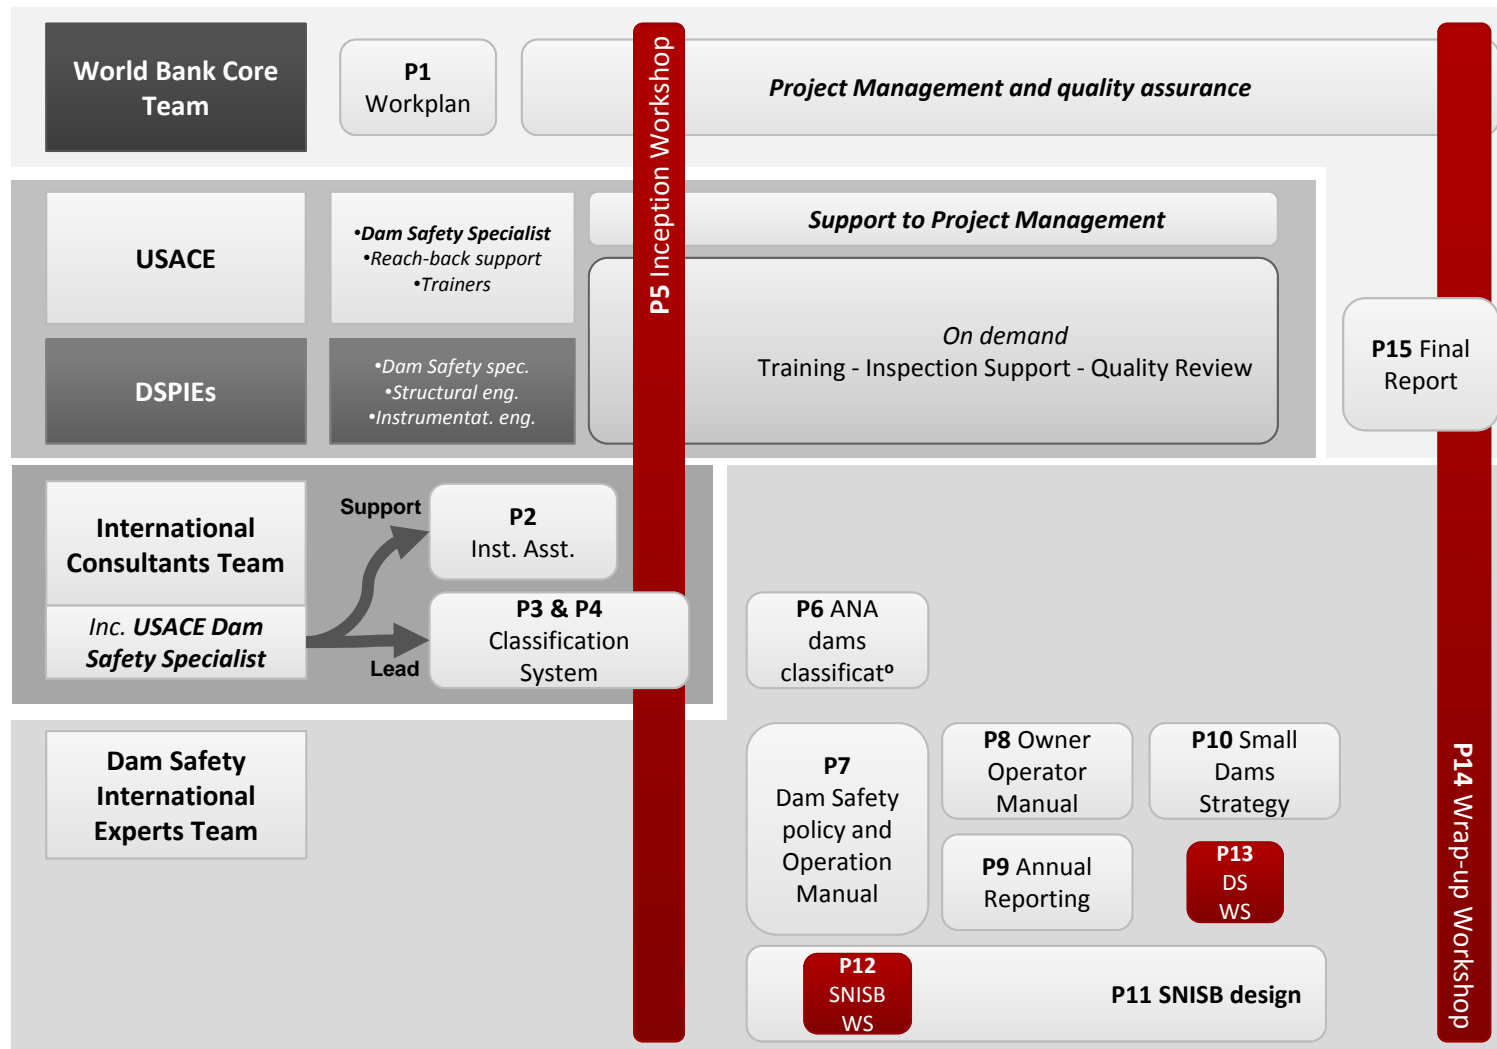 World Bank Core
Team
P1
Workplan
Project Management and quality assurance
P5 Inception Workshop
USACE
•Dam Safety Specialist
•Reach-back support
•Trainers
Support to Project Management
DSPIEs
•Dam Safety spec.
•Structural eng.
•Instrumentat. eng.
On demand
Training - Inspection Support - Quality Review
P15 Final
Report
International
Consultants Team
Inc. USACE Dam
Safety Specialist
Support
Lead
P2
Inst. Asst.
P3 & P4
Classification
System
P6 ANA
dams
classificatº
Dam Safety
International
Experts Team
P7
Dam Safety
policy and
Operation
Manual
P8 Owner
Operator
Manual
P9 Annual
Reporting
P10 Small
Dams
Strategy
P13
DS
WS
P12
SNISB
WS
P11 SNISB design
P14 Wrap-up Workshop